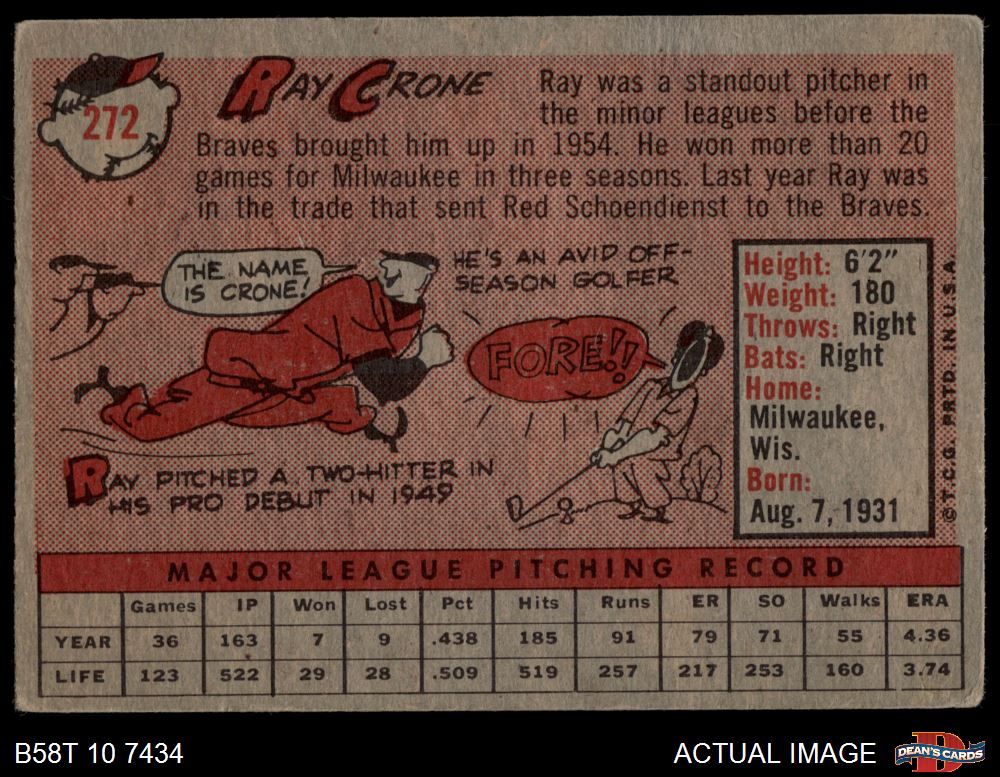 272
RAY CRONE
Ray was a standout pitcher in
the minor leagues before the
Braves brought him up in 1954. He won more than 20
games for Milwaukee in three seasons. Last year Ray was
in the trade that sent Red Schoendienst to the Braves.
THE NAME
IS CRONE!
HE'S AN AVID OFF-
SEASON GOLFER
FORE!!
RAY PITCHED A TWO-HITTER IN
HIS PRO DEBUT IN 1949
Height: 6'2"
Weight: 180
Throws: Right
Bats: Right
Home:
Milwaukee,
Wis.
Born:
Aug. 7, 1931
©T.C.G. PRTD. IN U.S.A.
MAJOR LEAGUE PITCHING RECORD
Games IP Won Lost Pct Hits Runs ER SO Walks ERA
YEAR 36 163 7 9 .438 185 91 79 71 55 4.36
LIFE 123 522 29 28 .509 519 257 217 253 160 3.74
B58T 10 7434
ACTUAL IMAGE
D
DEAN'S CARDS